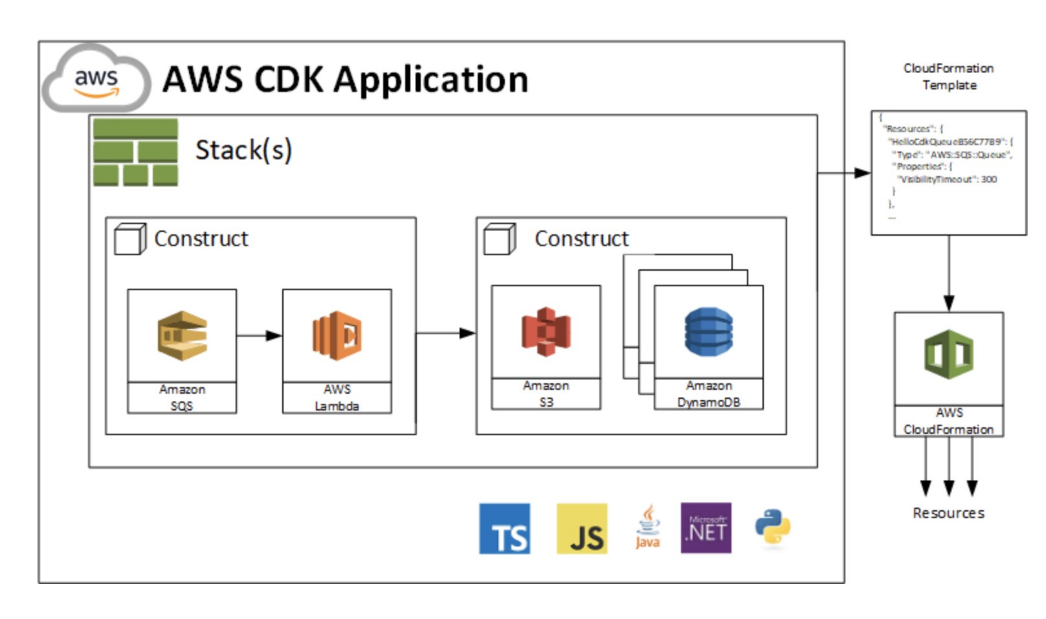 aws
AWS CDK Application
Stack(s)
Construct
Amazon
SQS
AWS
Lambda
Construct
Amazon
S3
Amazon
DynamoDB
TS
JS
Java
Microsoft
.NET
CloudFormation
Template
{
"Resources": {
"HelloCdkQueueB56C77B9": {
"Type": "AWS::SQS::Queue",
"Properties": {
"VisibilityTimeout": 300
}
},
...
AWS
CloudFormation
Resources